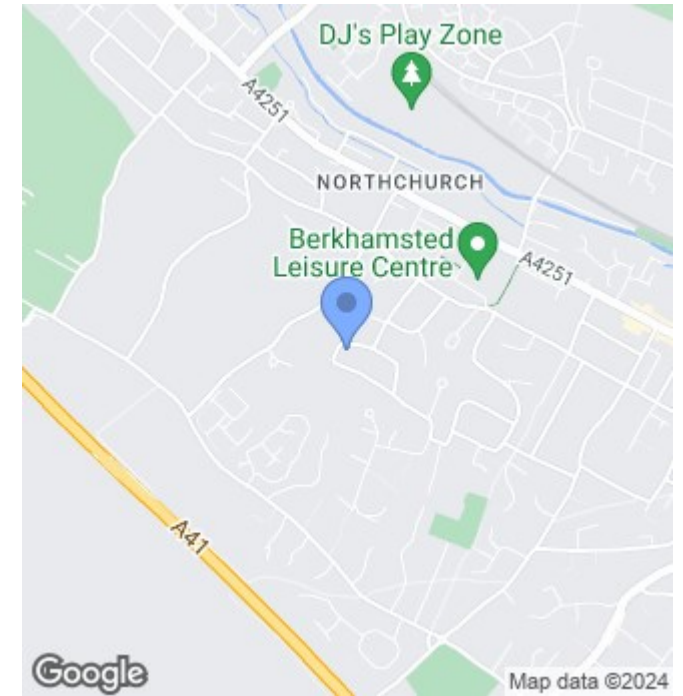 DJ's Play Zone
A4251
NORTHCHURCH
Berkhamsted
Leisure Centre
A4251
A41
Google
Map data ©2024